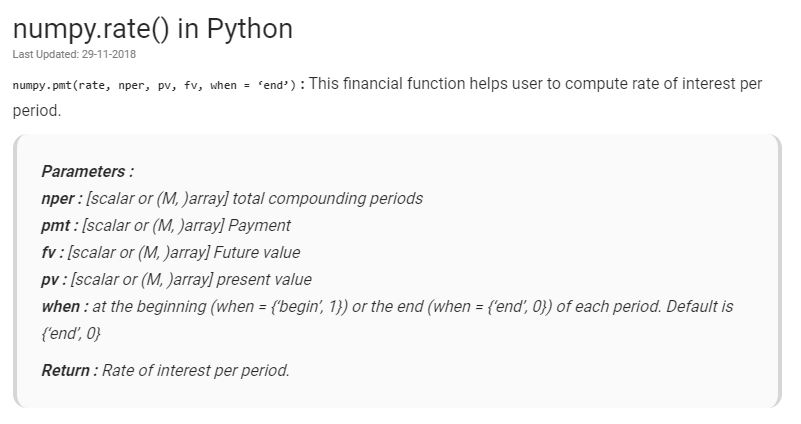 numpy.rate() in Python
Last Updated: 29-11-2018
numpy.pmt(rate, nper, pv, fv, when = ‘end’) : This financial function helps user to compute rate of interest per
period.
Parameters :
nper : [scalar or (M, )array] total compounding periods
pmt : [scalar or (M, )array] Payment
fv : [scalar or (M, )array] Future value
pv : [scalar or (M, )array] present value
when : at the beginning (when = {‘begin’, 1}) or the end (when = {‘end’, 0}) of each period. Default is
{‘end’, 0}
Return : Rate of interest per period.